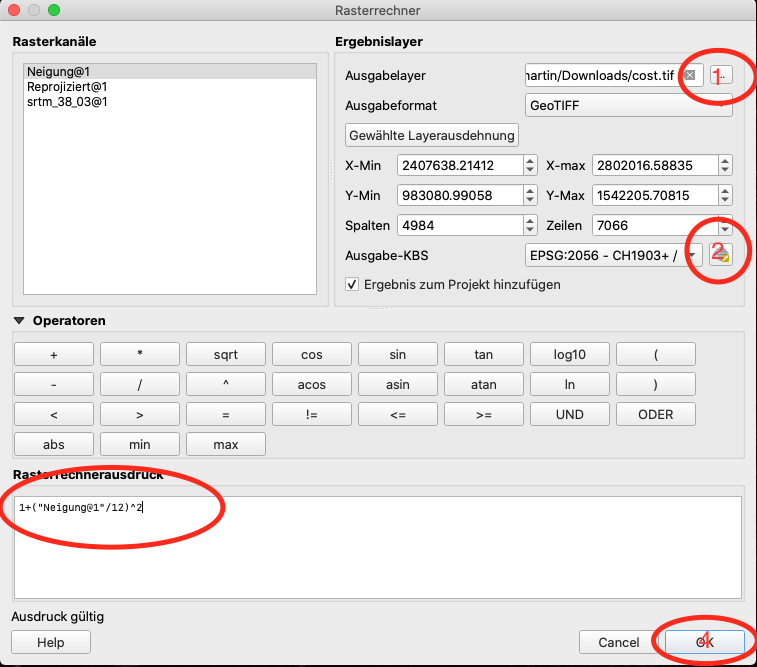 Rasterrechner
Rasterkanäle
Neigung@1
Reprojiziert@1
srtm_38_03@1
Ergebnislayer
Ausgabelayer
martin/Downloads/cost.tif
1
Ausgabeformat
GeoTIFF
Gewählte Layerausdehnung
X-Min 2407638.21412 X-max 2802016.58835
Y-Min 983080.99058 Y-Max 1542205.70815
Spalten 4984 Zeilen 7066
Ausgabe-KBS EPSG:2056 - CH1903+ / 2
Ergebnis zum Projekt hinzufügen
Operatoren
+ * sqrt cos sin tan log10 (
- / ^ acos asin atan ln )
< > = != <= >= UND ODER
abs min max
Rasterrechnerausdruck
1+("Neigung@1"/12)^2
Ausdruck gültig
Help Cancel OK
4